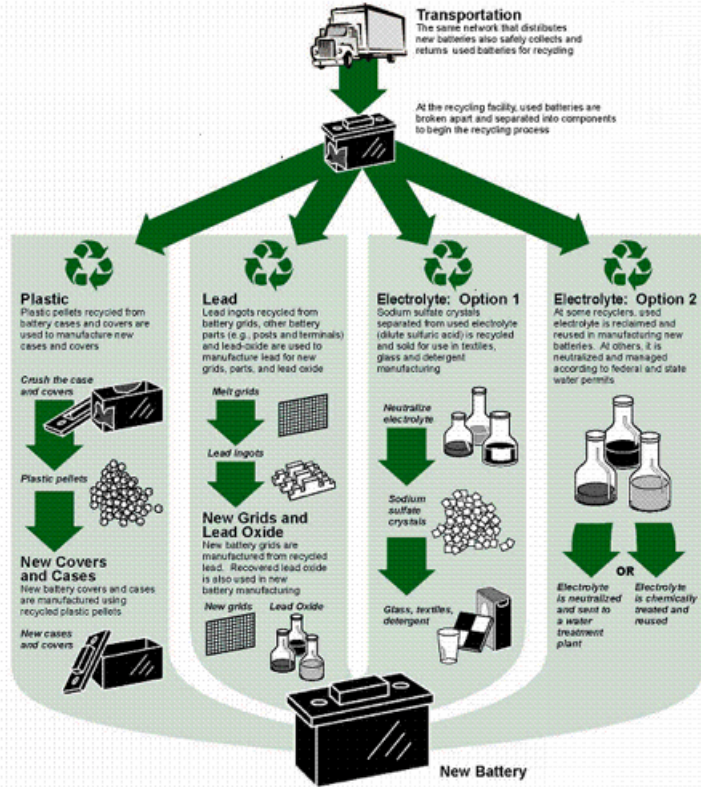 Transportation
The same network that distributes
new batteries also safely collects and
returns used batteries for recycling
At the recycling facility, used batteries are
broken apart and separated into components
to begin the recycling process
Plastic
Plastic pellets recycled from
battery cases and covers are
used to manufacture new
cases and covers
Crush the case
and covers
Plastic pellets
New Covers
and Cases
New battery covers and cases
are manufactured using
recycled plastic pellets
New cases
and covers
Lead
Lead ingots recycled from
battery grids, other battery
parts (e.g., posts and terminals)
and lead-oxide are used to
manufacture lead for new
grids, parts, and lead oxide
Melt grids
Lead ingots
New Grids and
Lead Oxide
New battery grids are
manufactured from recycled
lead. Recovered lead oxide
is also used in new
battery manufacturing
New grids
Lead Oxide
Electrolyte: Option 1
Sodium sulfate crystals
separated from used electrolyte
(dilute sulfuric acid) is recycled
and sold for use in textiles,
glass and detergent
manufacturing
Neutralize
electrolyte
Sodium
sulfate
crystals
Glass, textiles,
detergent
Electrolyte: Option 2
At some recyclers, used
electrolyte is reclaimed and
reused in manufacturing new
batteries. At others, it is
neutralized and managed
according to federal and state
water permits
OR
Electrolyte
is neutralized
and sent to
a water
treatment
plant
Electrolyte
is chemically
treated and
reused
New Battery